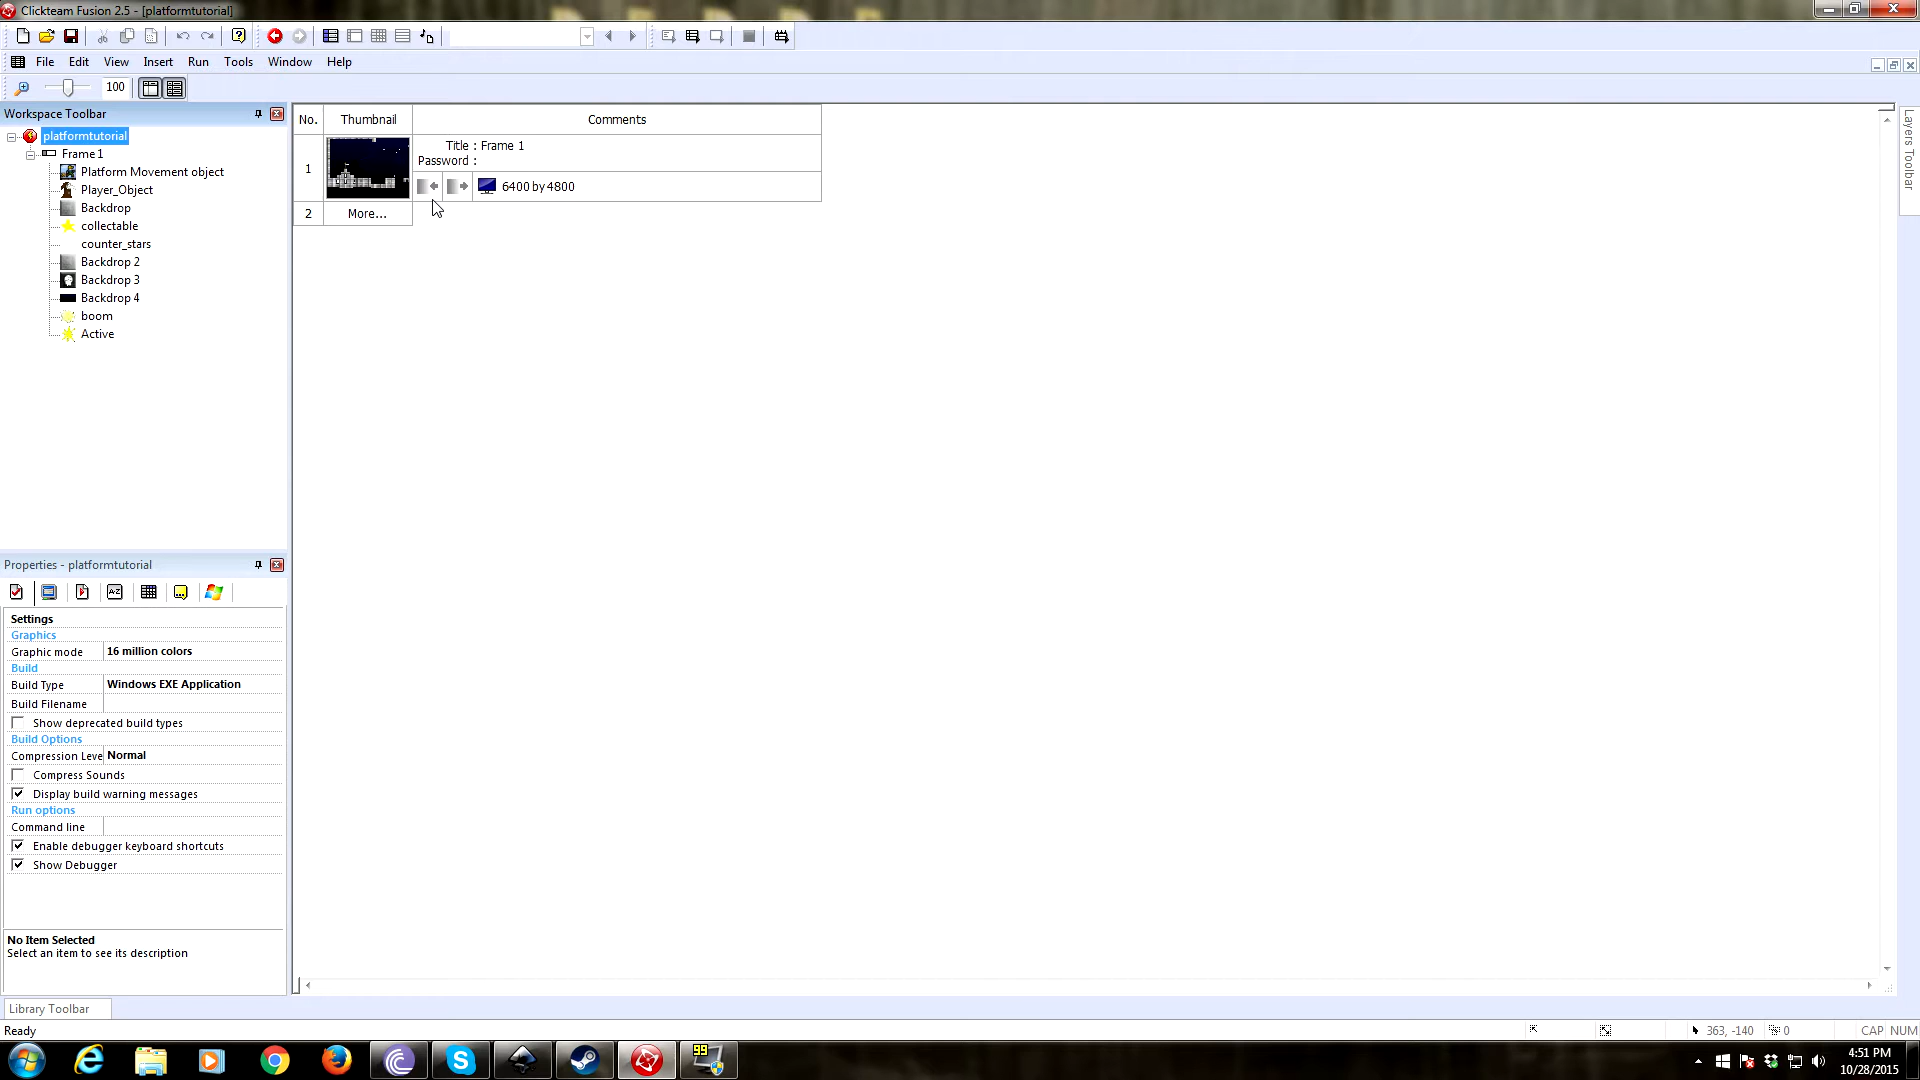 Clickteam Fusion 2.5 - [platformtutorial]
File Edit View Insert Run Tools Window Help
100
Workspace Toolbar
platformtutorial
Frame 1
Platform Movement object
Player_Object
Backdrop
collectable
counter_stars
Backdrop 2
Backdrop 3
Backdrop 4
boom
Active
No. Thumbnail Comments
1
Title : Frame 1
Password :
6400 by 4800
2 More...
Layers Toolbar
Properties - platformtutorial
Settings
Graphics
Graphic mode 16 million colors
Build
Build Type Windows EXE Application
Build Filename
Show deprecated build types
Build Options
Compression Leve Normal
Compress Sounds
Display build warning messages
Run options
Command line
Enable debugger keyboard shortcuts
Show Debugger
No Item Selected
Select an item to see its description
Library Toolbar
Ready
363, -140
0
CAP NUM
99
4:51 PM
10/28/2015